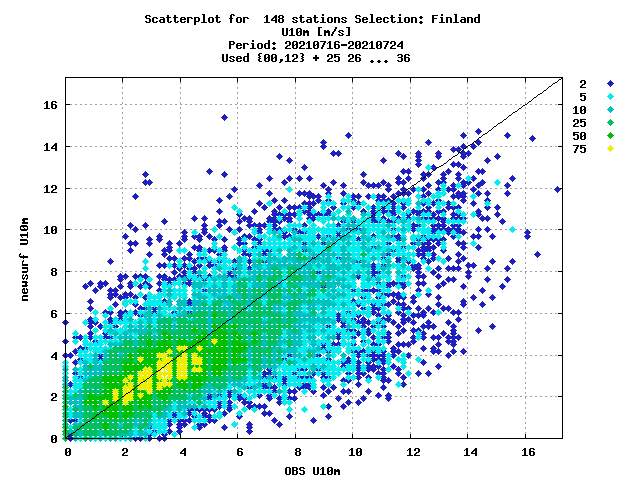 Scatterplot for  148 stations Selection: Finland
U10m [m/s]
Period: 20210716-20210724
Used {00,12} + 25 26 ... 36
2
5
10
25
50
75
16
14
12
10
8
6
4
2
0
newsurf U10m
0 2 4 6 8 10 12 14 16
OBS U10m